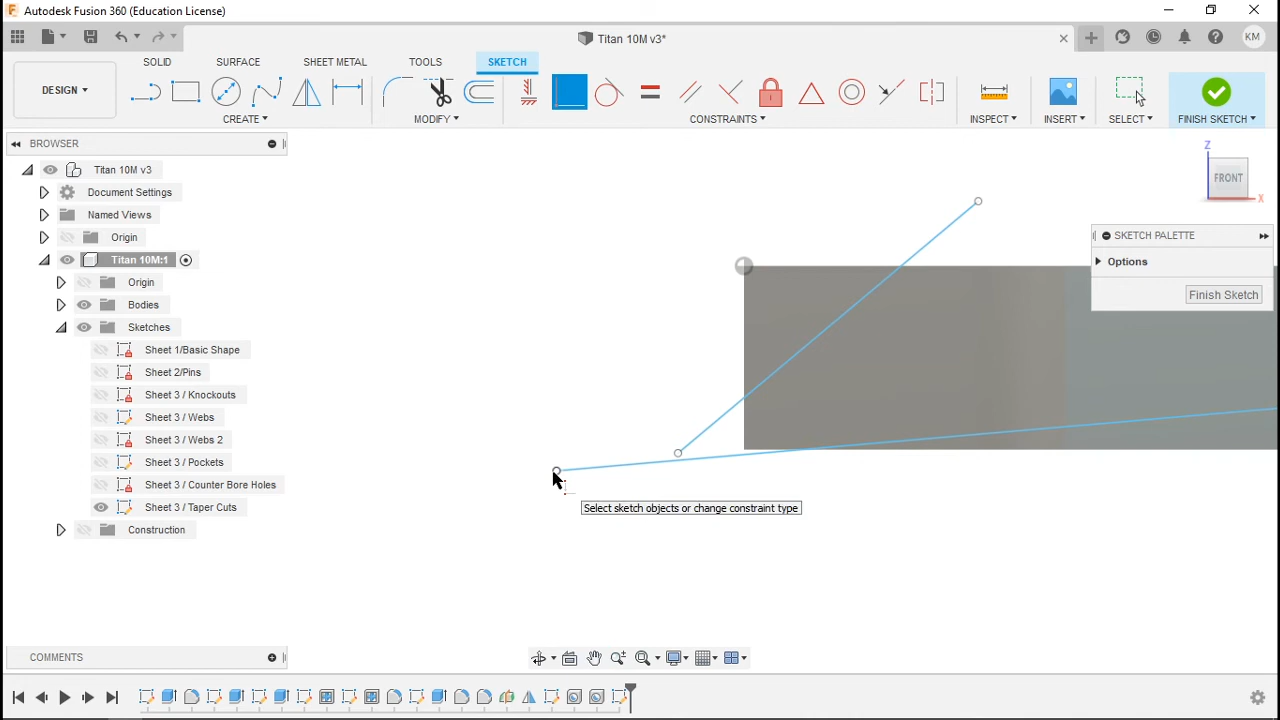 Autodesk Fusion 360 (Education License)
Titan 10M v3*
KM
DESIGN
SOLID
SURFACE
SHEET METAL
TOOLS
SKETCH
CREATE
MODIFY
CONSTRAINTS
INSPECT
INSERT
SELECT
FINISH SKETCH
BROWSER
Titan 10M v3
Document Settings
Named Views
Origin
Titan 10M:1
Origin
Bodies
Sketches
Sheet 1/Basic Shape
Sheet 2/Pins
Sheet 3 / Knockouts
Sheet 3 / Webs
Sheet 3 / Webs 2
Sheet 3 / Pockets
Sheet 3 / Counter Bore Holes
Sheet 3 / Taper Cuts
Construction
Z
FRONT
X
SKETCH PALETTE
Options
Finish Sketch
Select sketch objects or change constraint type
COMMENTS